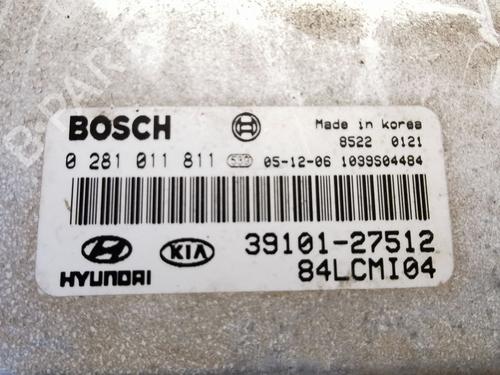 BOSCH
Made in Korea
8522 0121
0 281 011 811
05-12-06 1039S04484
HYUNDAI
KIA
39101-27512
84LCMI04
B-PARTS